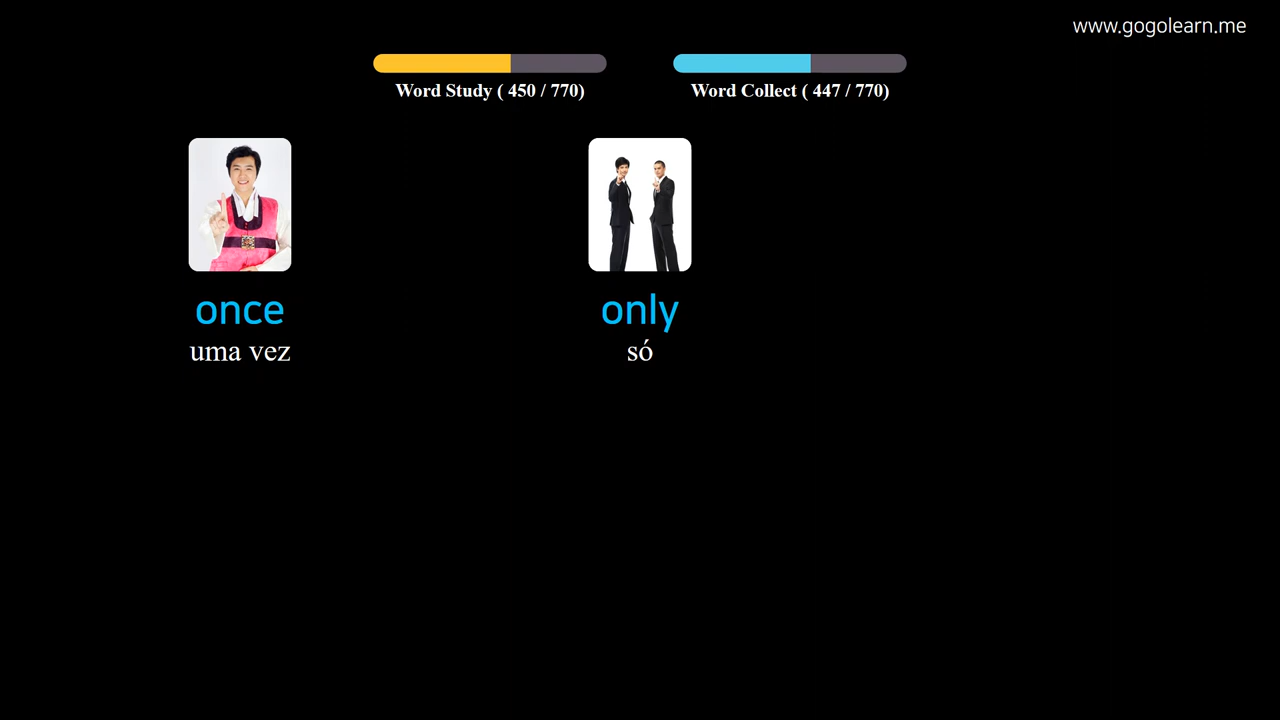 www.gogolearn.me
Word Study ( 450 / 770)
Word Collect ( 447 / 770)
once
uma vez
only
só